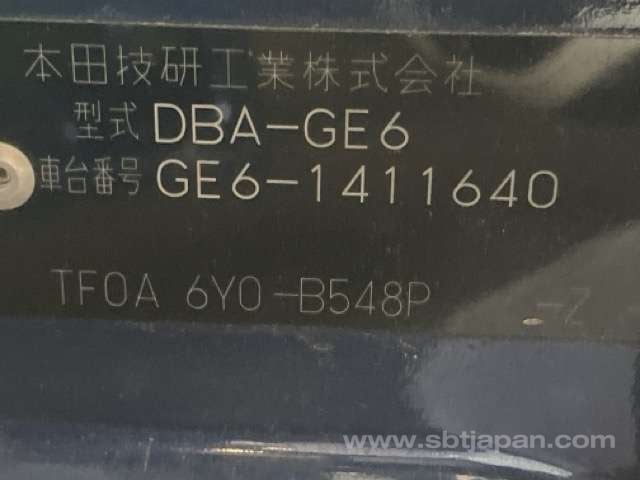 本田技研工業株式会社
型式 DBA-GE6
車台番号 GE6-1411640
TF0A 6Y0-B548P -Z
www.sbtjapan.com